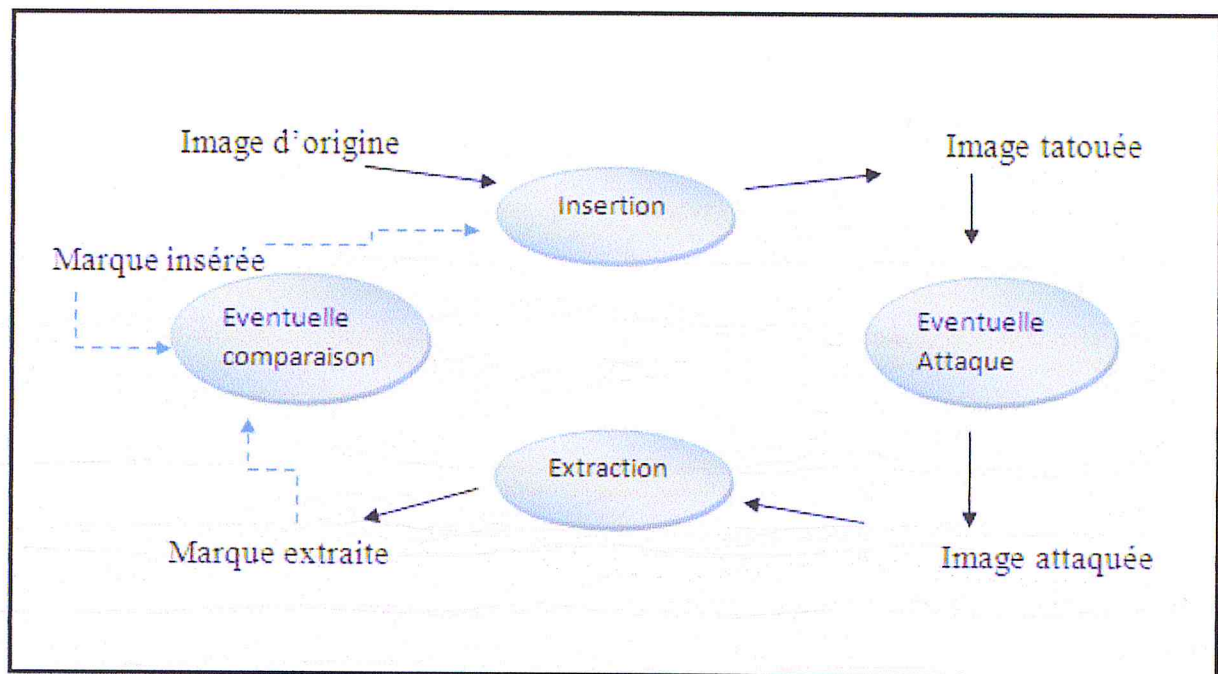 Image d'origine
Image tatouée
Insertion
Marque insérée
Eventuelle
comparaison
Eventuelle
Attaque
Extraction
Marque extraite
Image attaquée